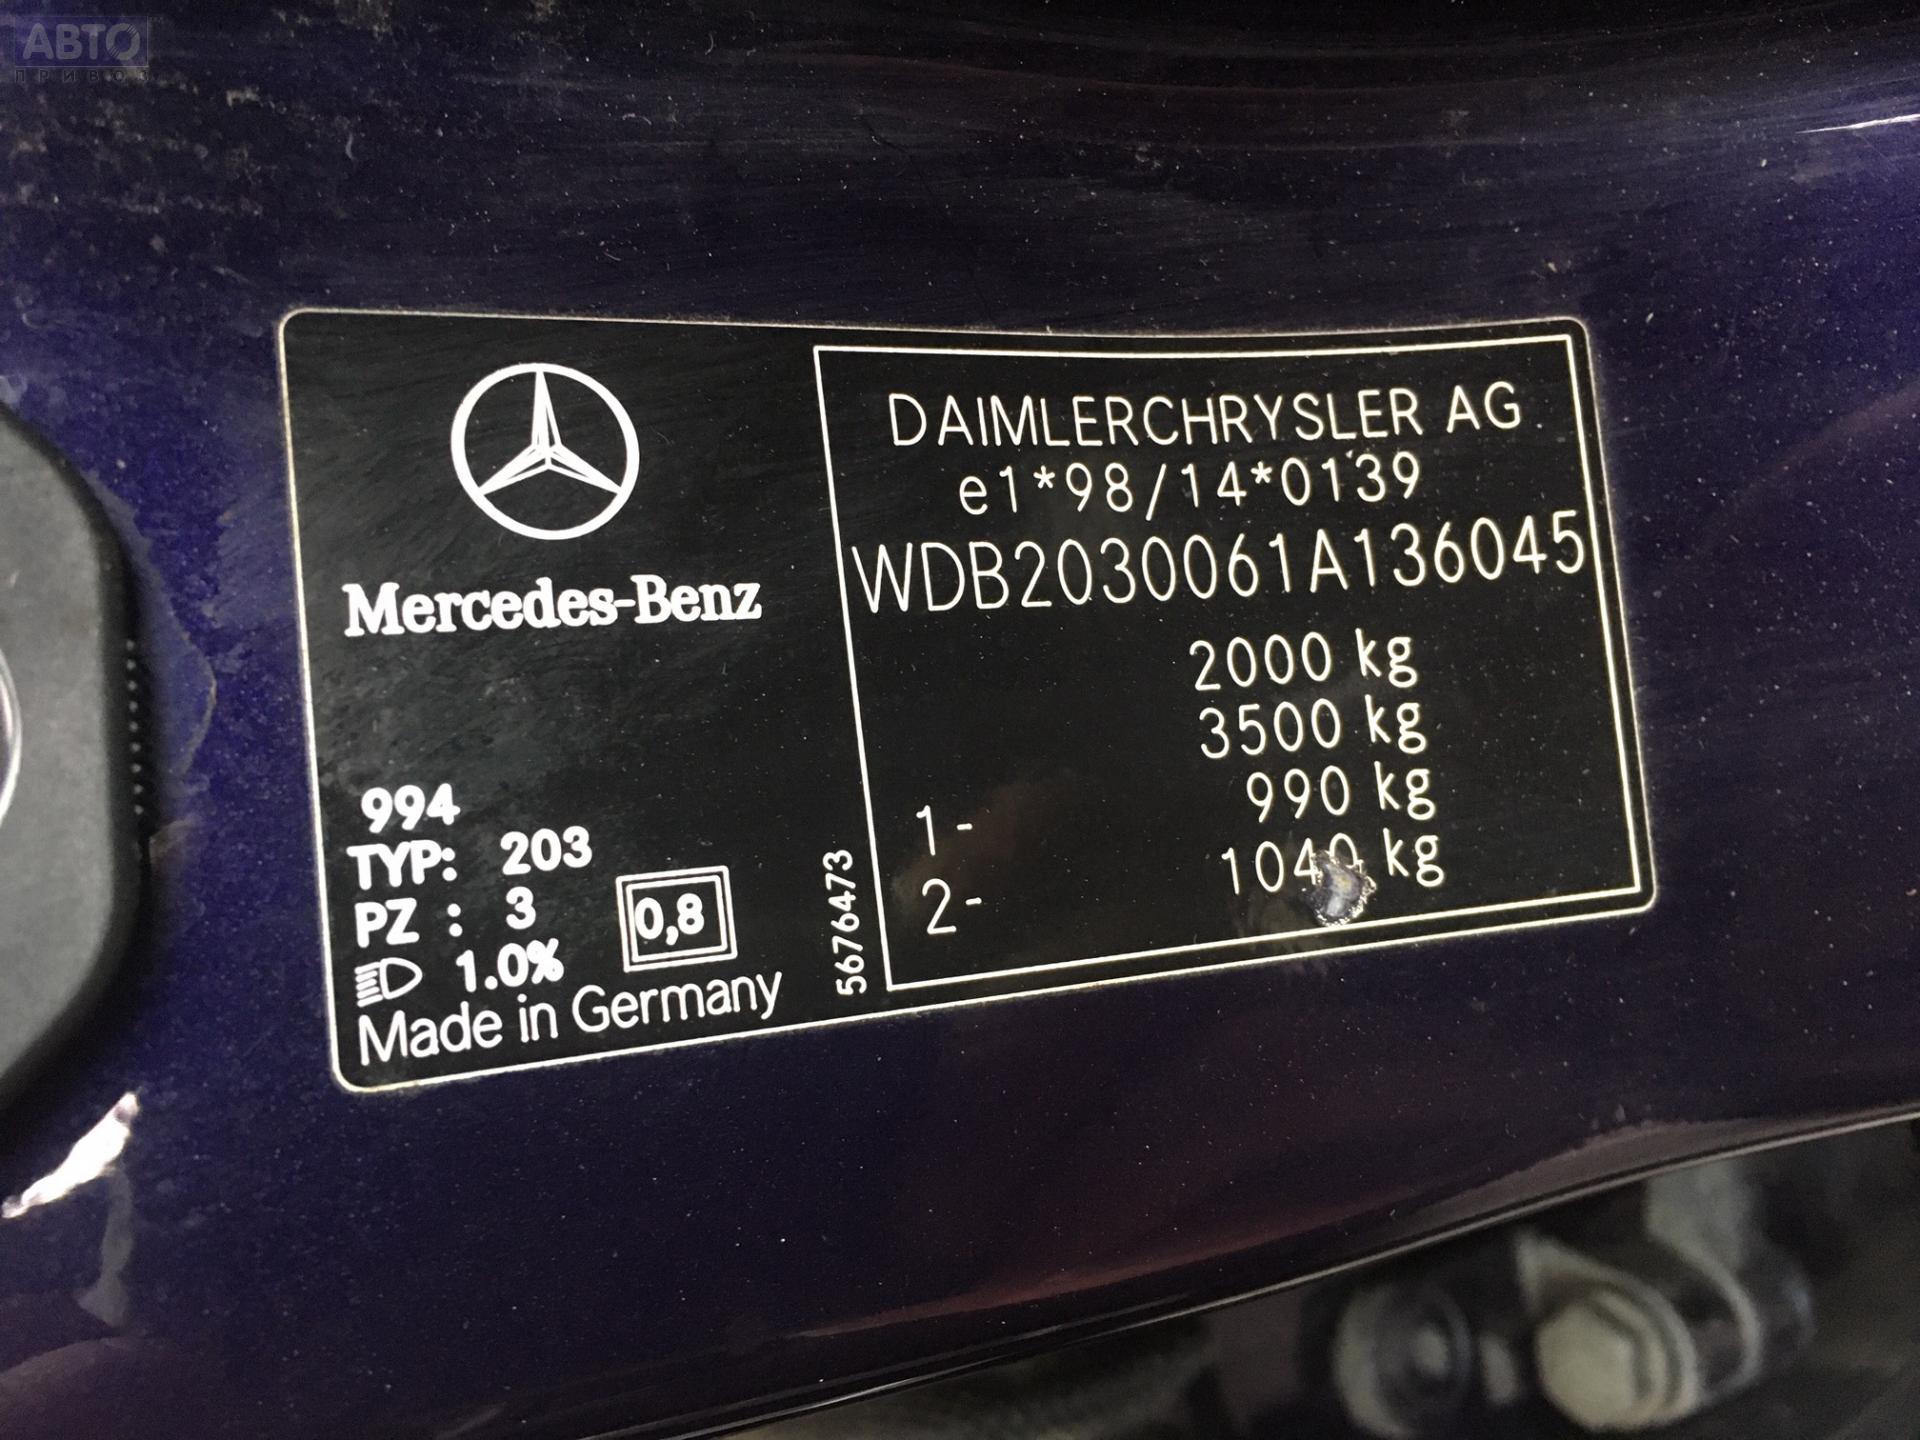 АВТО
ПРИВОЗ
Mercedes-Benz
994
TYP: 203
PZ : 3
1.0%
0,8
Made in Germany
5676473
DAIMLERCHRYSLER AG
e1*98/14*0139
WDB2030061A136045
2000 kg
3500 kg
1- 990 kg
2- 1040 kg